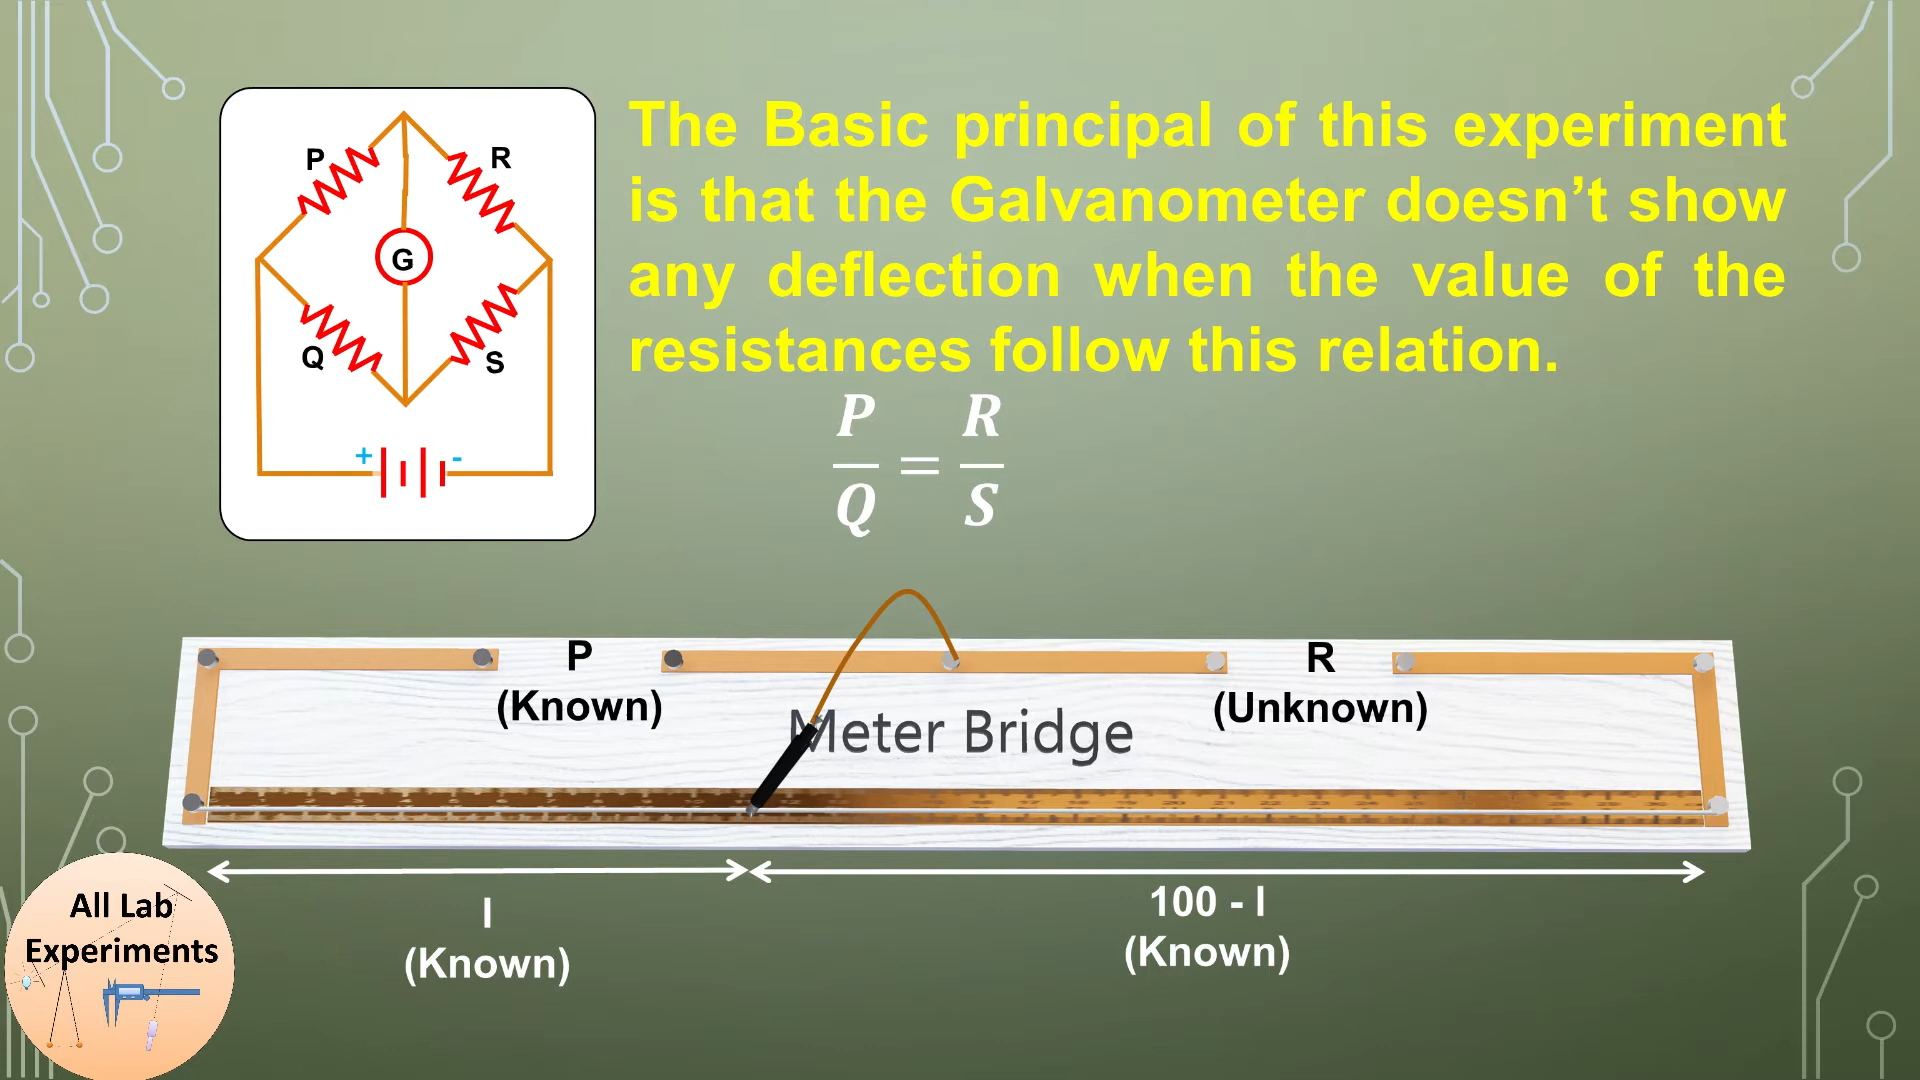 The Basic principal of this experiment
is that the Galvanometer doesn’t show
any deflection when the value of the
resistances follow this relation.
P R
G
Q S
+ -
P/Q = R/S
P
(Known)
R
(Unknown)
Meter Bridge
l
(Known)
100 - l
(Known)
All Lab
Experiments